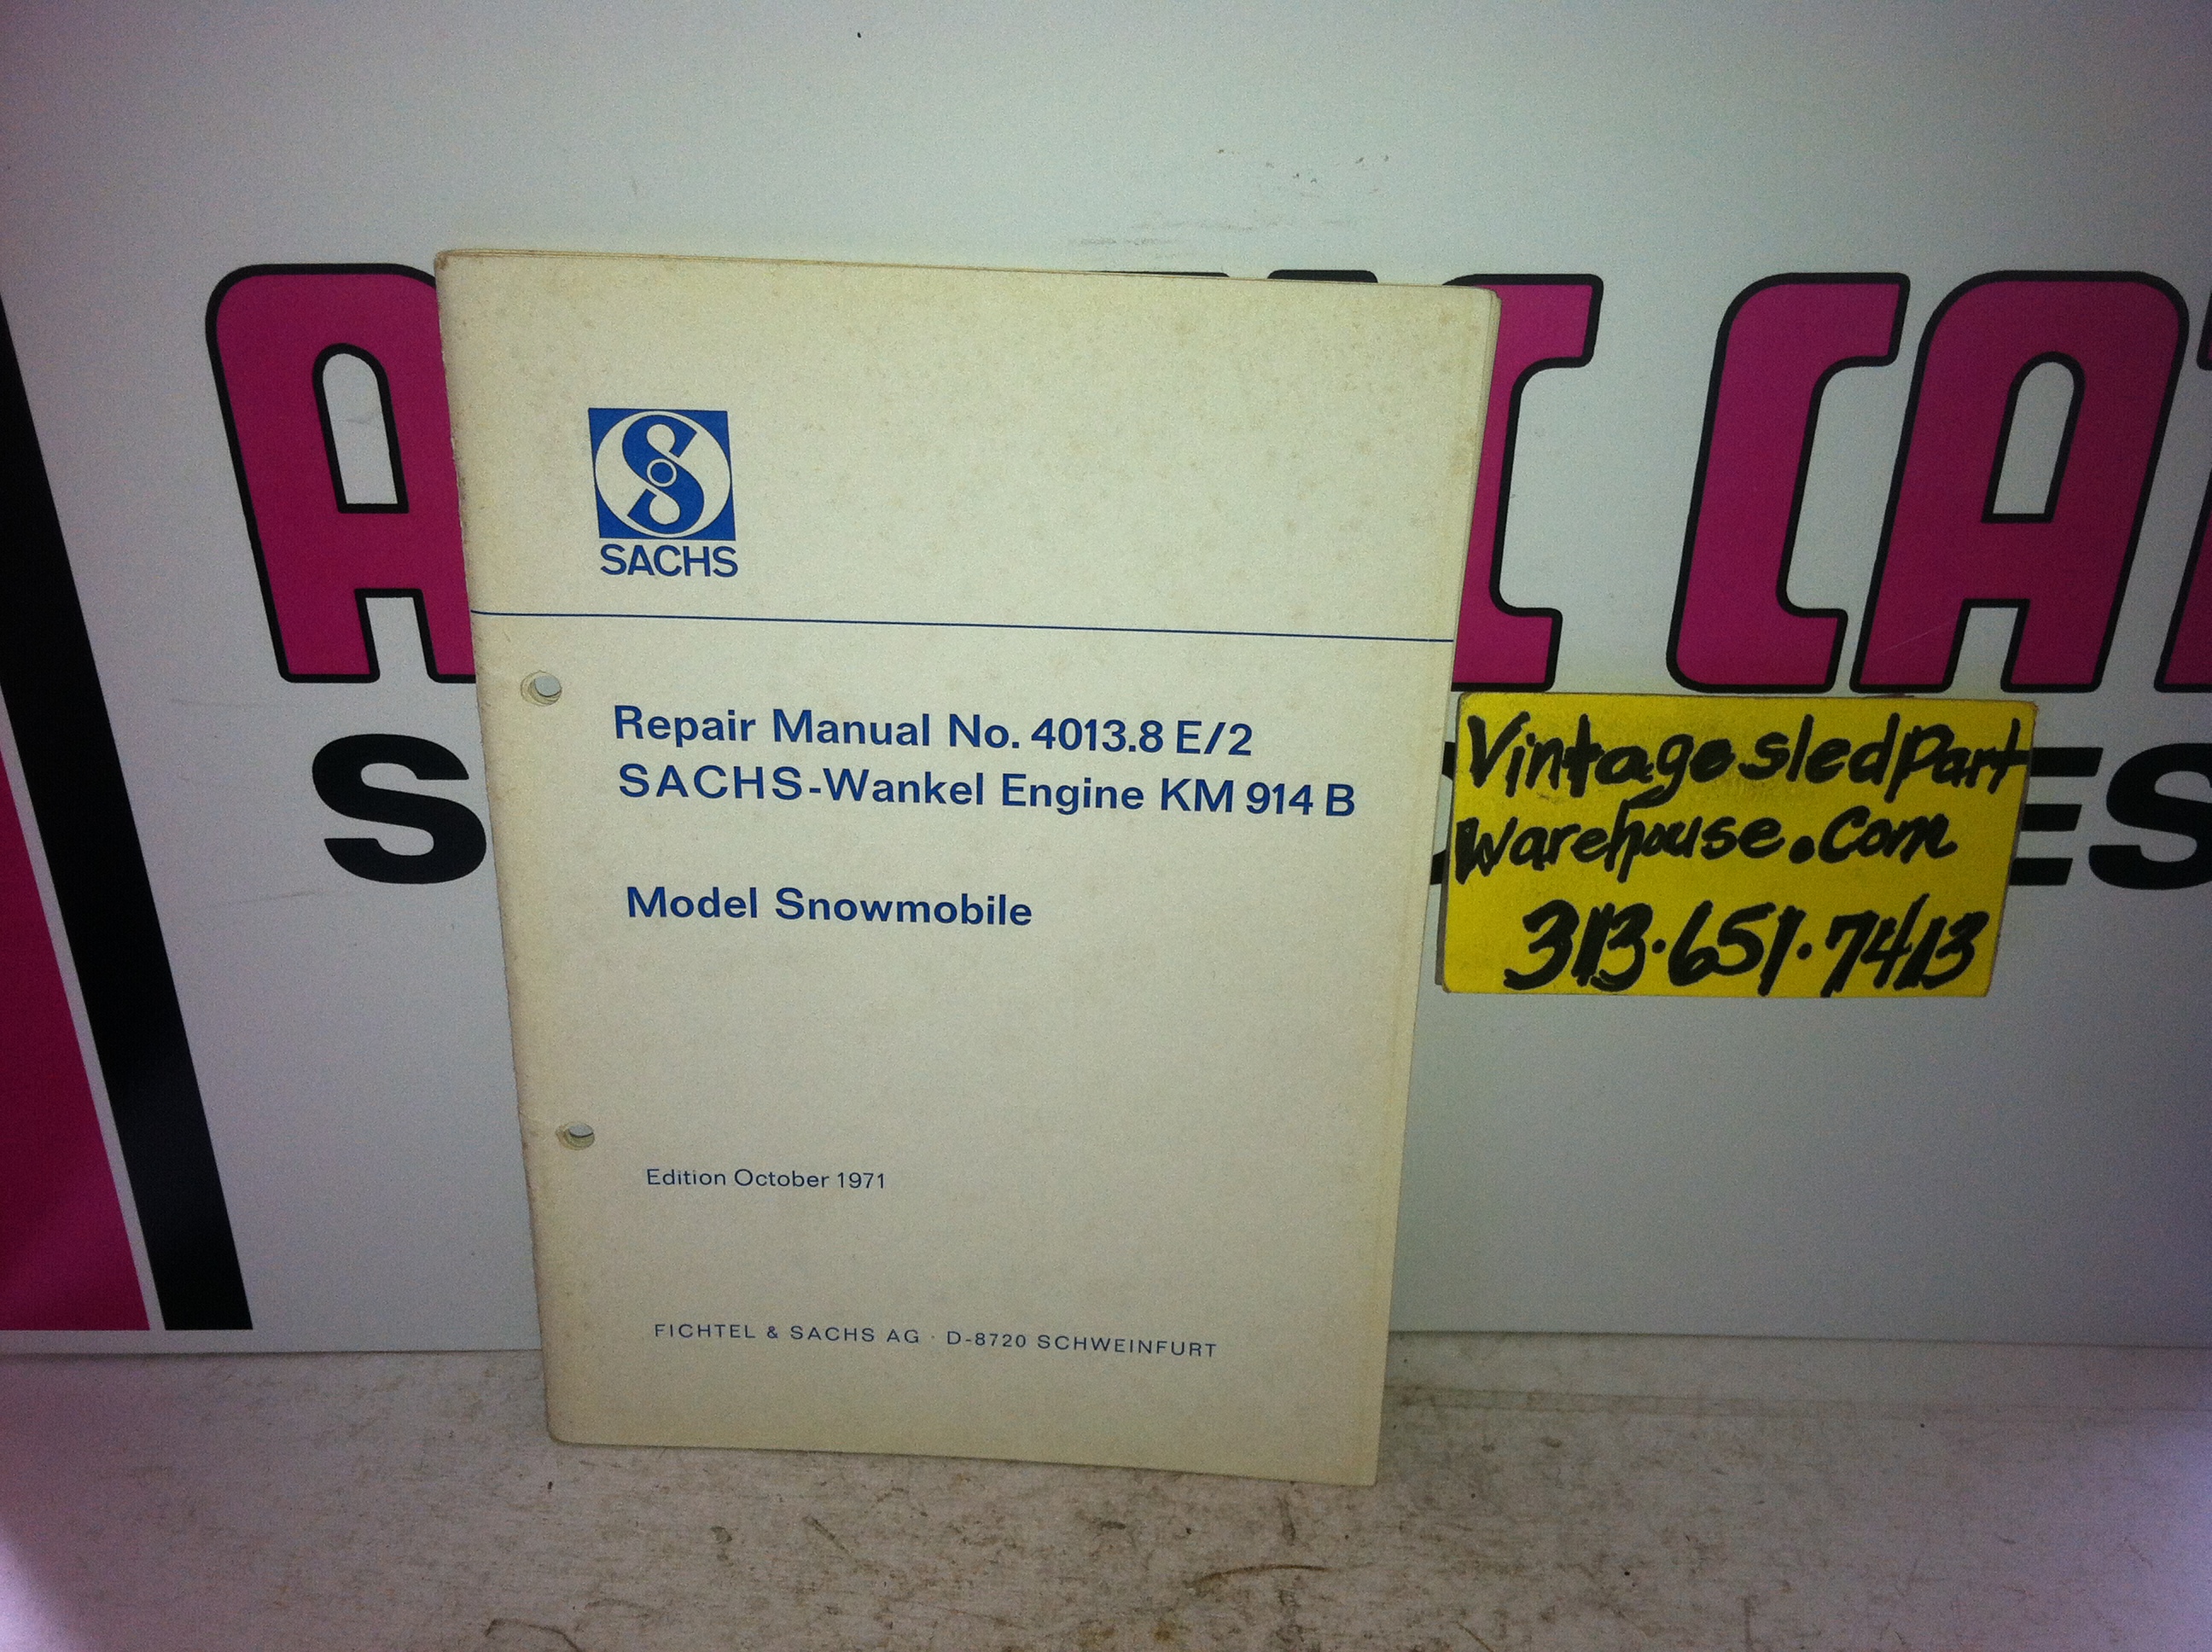 SACHS
Repair Manual No. 4013.8 E/2
SACHS-Wankel Engine KM 914 B
Model Snowmobile
Edition October 1971
FICHTEL & SACHS AG · D-8720 SCHWEINFURT
Vintage sled Part
Warehouse.com
313.651.7413
CAT